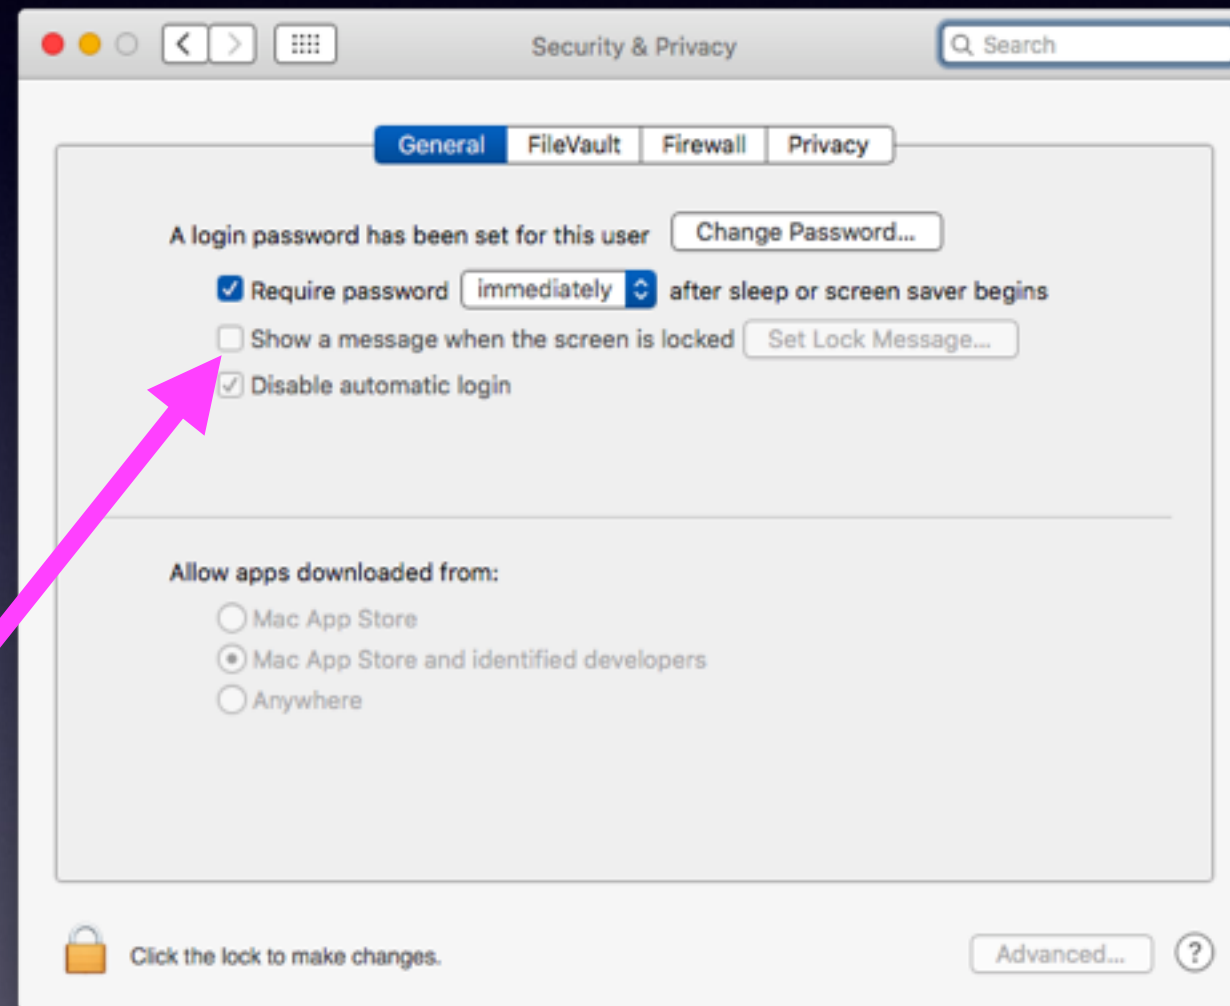 Security & Privacy
Search
General FileVault Firewall Privacy
A login password has been set for this user Change Password...
Require password immediately after sleep or screen saver begins
Show a message when the screen is locked Set Lock Message...
Disable automatic login
Allow apps downloaded from:
Mac App Store
Mac App Store and identified developers
Anywhere
Click the lock to make changes.
Advanced... ?